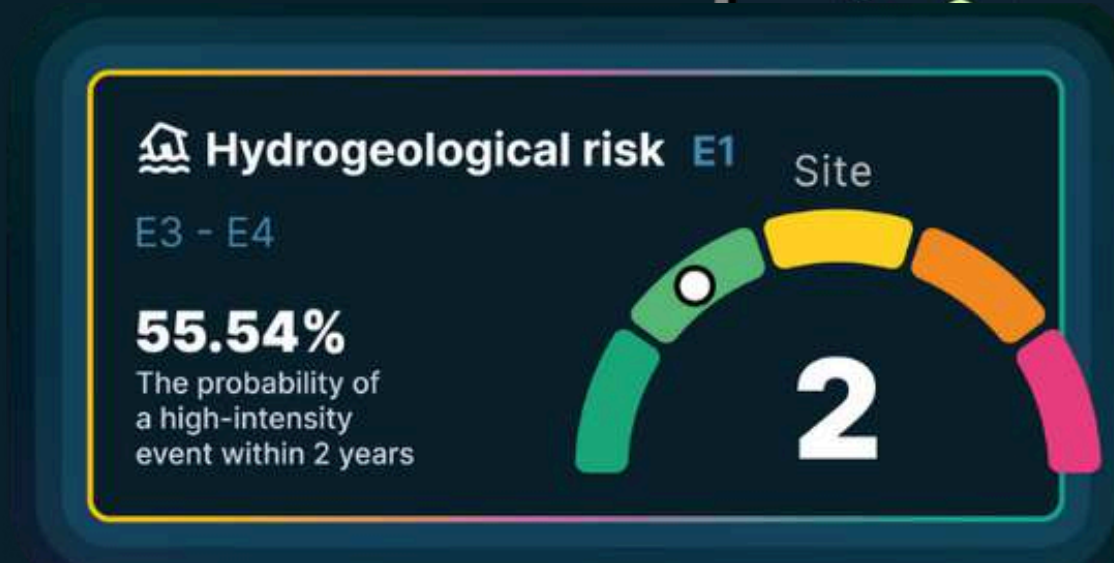 Hydrogeological risk E1
Site
E3 - E4
55.54%
The probability of
a high-intensity
event within 2 years
2